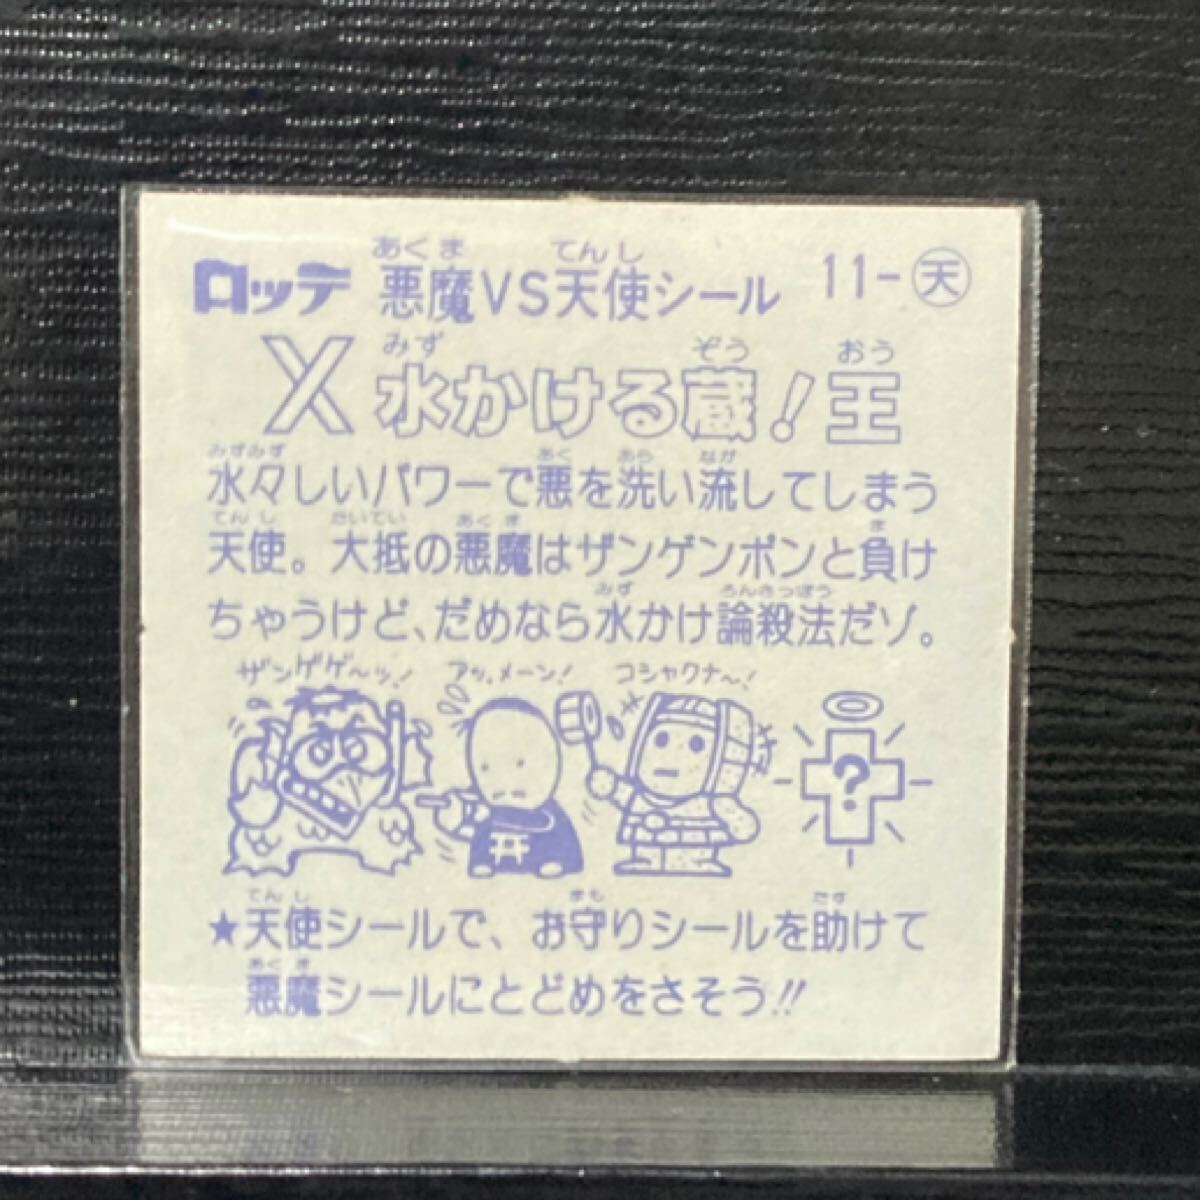 ロッテ 悪魔VS天使シール 11-天
X 水かける蔵!王
水々しいパワーで悪を洗い流してしまう
天使。大抵の悪魔はザンゲンポンと負け
ちゃうけど、だめなら水かけ論殺法だゾ。
ザンゲゲ〜ッ! アッ、メーン! コシャクナ〜!
?
★天使シールで、お守りシールを助けて
悪魔シールにとどめをさそう!!